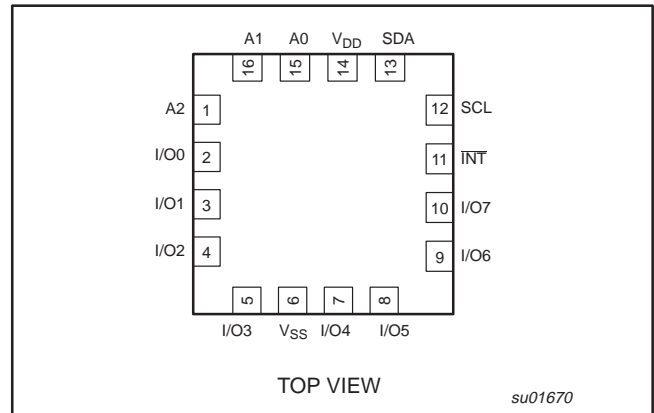 A1 A0 VDD SDA
16 15 14 13
A2 1 12 SCL
I/O0 2 11 INT
I/O1 3 10 I/O7
I/O2 4 9 I/O6
5 6 7 8
I/O3 VSS I/O4 I/O5
TOP VIEW
su01670